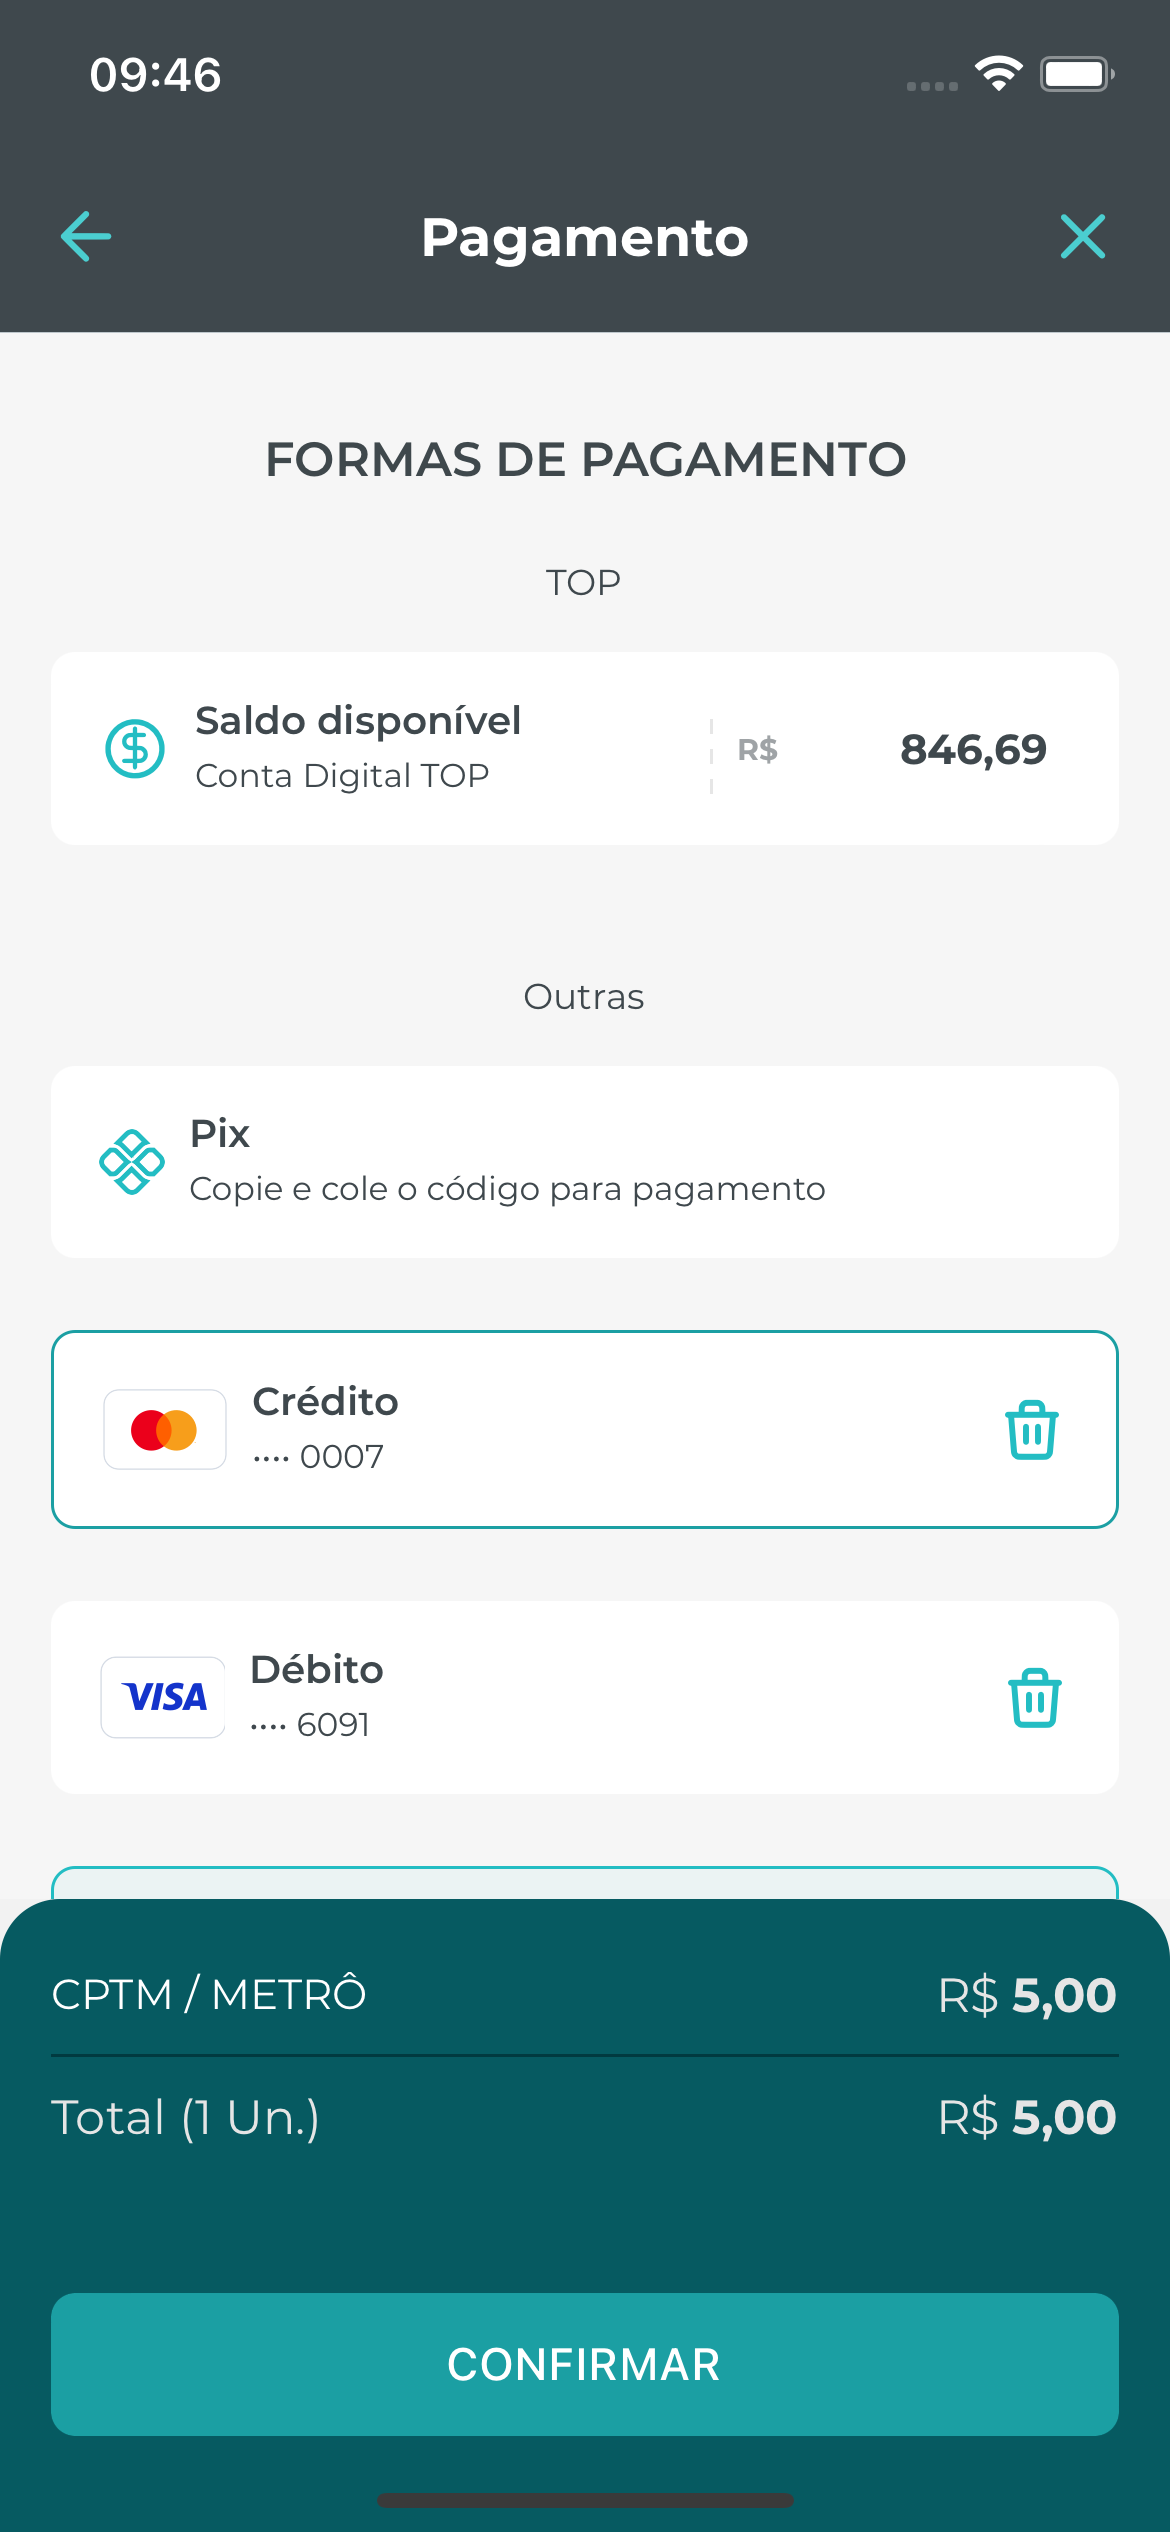 09:46
Pagamento
FORMAS DE PAGAMENTO
TOP
Saldo disponível
Conta Digital TOP
R$ 846,69
Outras
Pix
Copie e cole o código para pagamento
Crédito
•••• 0007
VISA
Débito
•••• 6091
CPTM / METRÔ R$ 5,00
Total (1 Un.) R$ 5,00
CONFIRMAR